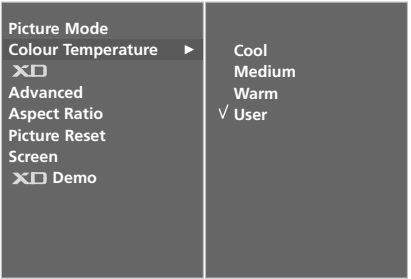 Picture Mode
Colour Temperature ►
XD
Advanced
Aspect Ratio
Picture Reset
Screen
XD Demo
Cool
Medium
Warm
√ User